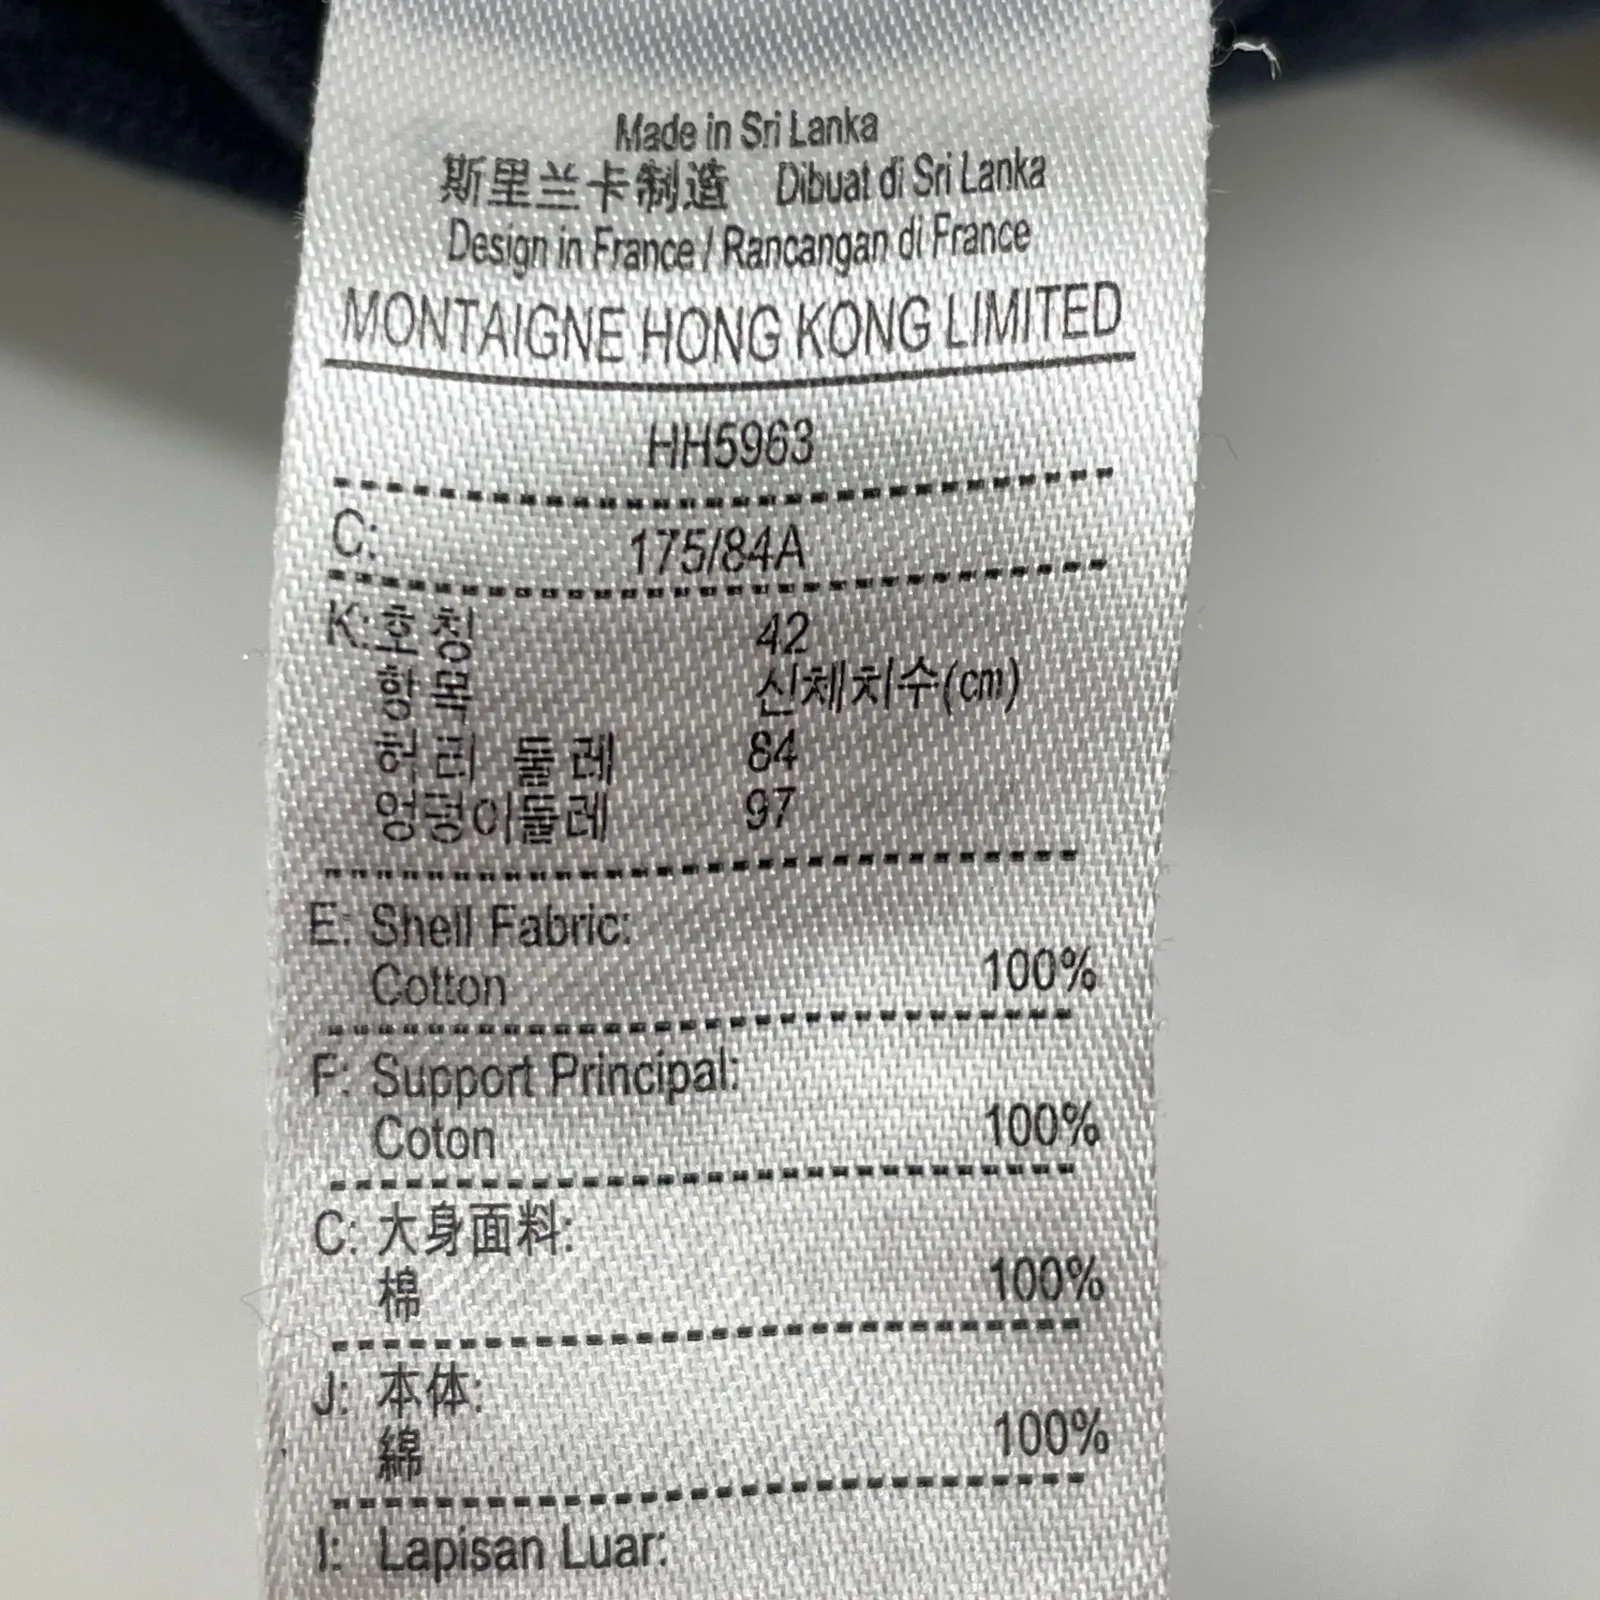 Made in Sri Lanka
斯里兰卡制造 Dibuat di Sri Lanka
Design in France / Rancangan di France
MONTAIGNE HONG KONG LIMITED
HH5963
C: 175/84A
K: 호칭 42
항목 신체치수(cm)
허리 둘레 84
엉덩이둘레 97
E: Shell Fabric:
Cotton 100%
F: Support Principal:
Coton 100%
C: 大身面料:
棉 100%
J: 本体:
綿 100%
I: Lapisan Luar: